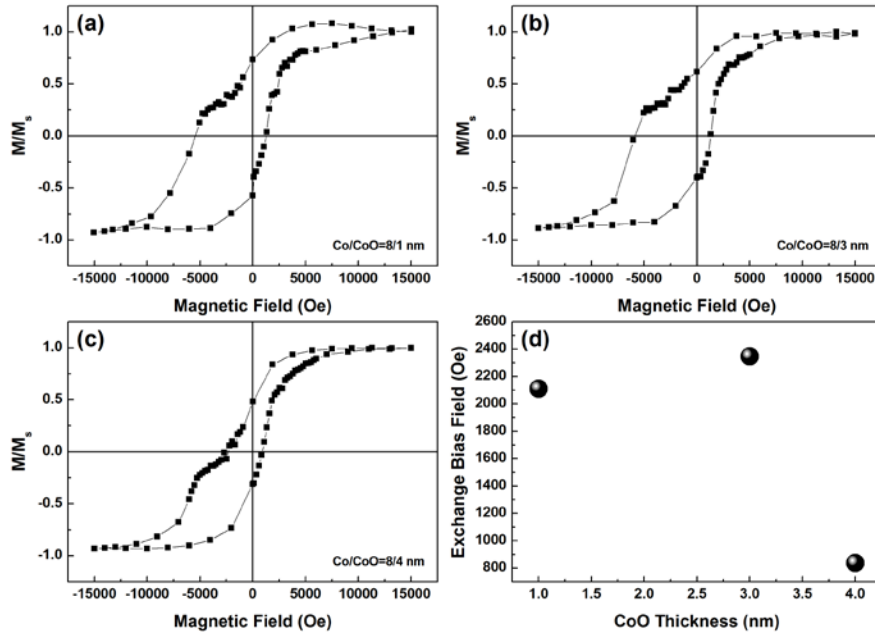 (a)
M/Ms
1.0
0.5
0.0
-0.5
-1.0
Co/CoO=8/1 nm
-15000 -10000 -5000 0 5000 10000 15000
Magnetic Field (Oe)
(b)
M/Ms
1.0
0.5
0.0
-0.5
-1.0
Co/CoO=8/3 nm
-15000 -10000 -5000 0 5000 10000 15000
Magnetic Field (Oe)
(c)
M/Ms
1.0
0.5
0.0
-0.5
-1.0
Co/CoO=8/4 nm
-15000 -10000 -5000 0 5000 10000 15000
Magnetic Field (Oe)
(d)
Exchange Bias Field (Oe)
2600
2400
2200
2000
1800
1600
1400
1200
1000
800
1.0 1.5 2.0 2.5 3.0 3.5 4.0
CoO Thickness (nm)